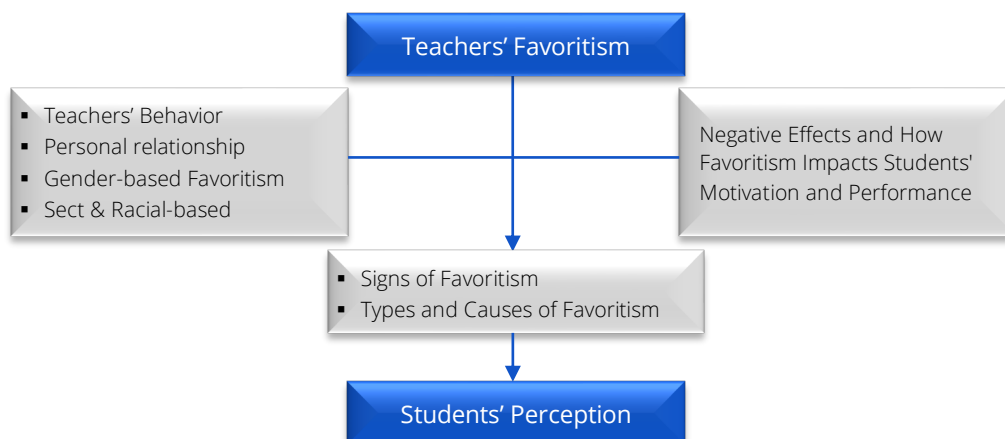 Teachers’ Favoritism
▪ Teachers’ Behavior
▪ Personal relationship
▪ Gender-based Favoritism
▪ Sect & Racial-based
Negative Effects and How
Favoritism Impacts Students'
Motivation and Performance
▪ Signs of Favoritism
▪ Types and Causes of Favoritism
Students’ Perception